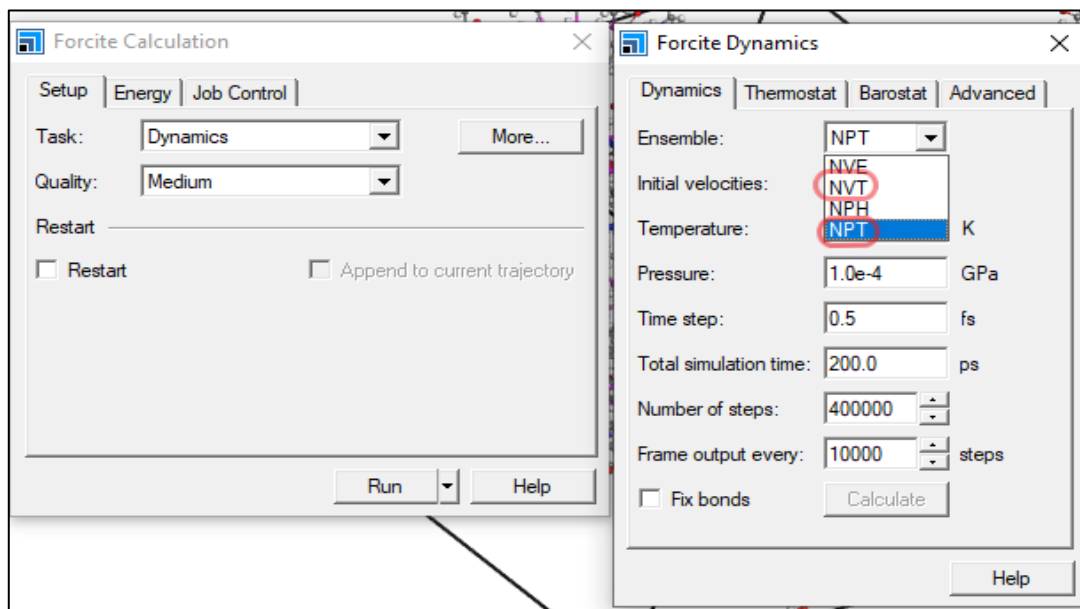 Forcite Calculation
Setup Energy Job Control
Task: Dynamics More...
Quality: Medium
Restart
Restart Append to current trajectory
Run Help
Forcite Dynamics
Dynamics Thermostat Barostat Advanced
Ensemble: NPT
NVE
Initial velocities: NVT
NPH
Temperature: NPT K
Pressure: 1.0e-4 GPa
Time step: 0.5 fs
Total simulation time: 200.0 ps
Number of steps: 400000
Frame output every: 10000 steps
Fix bonds Calculate
Help